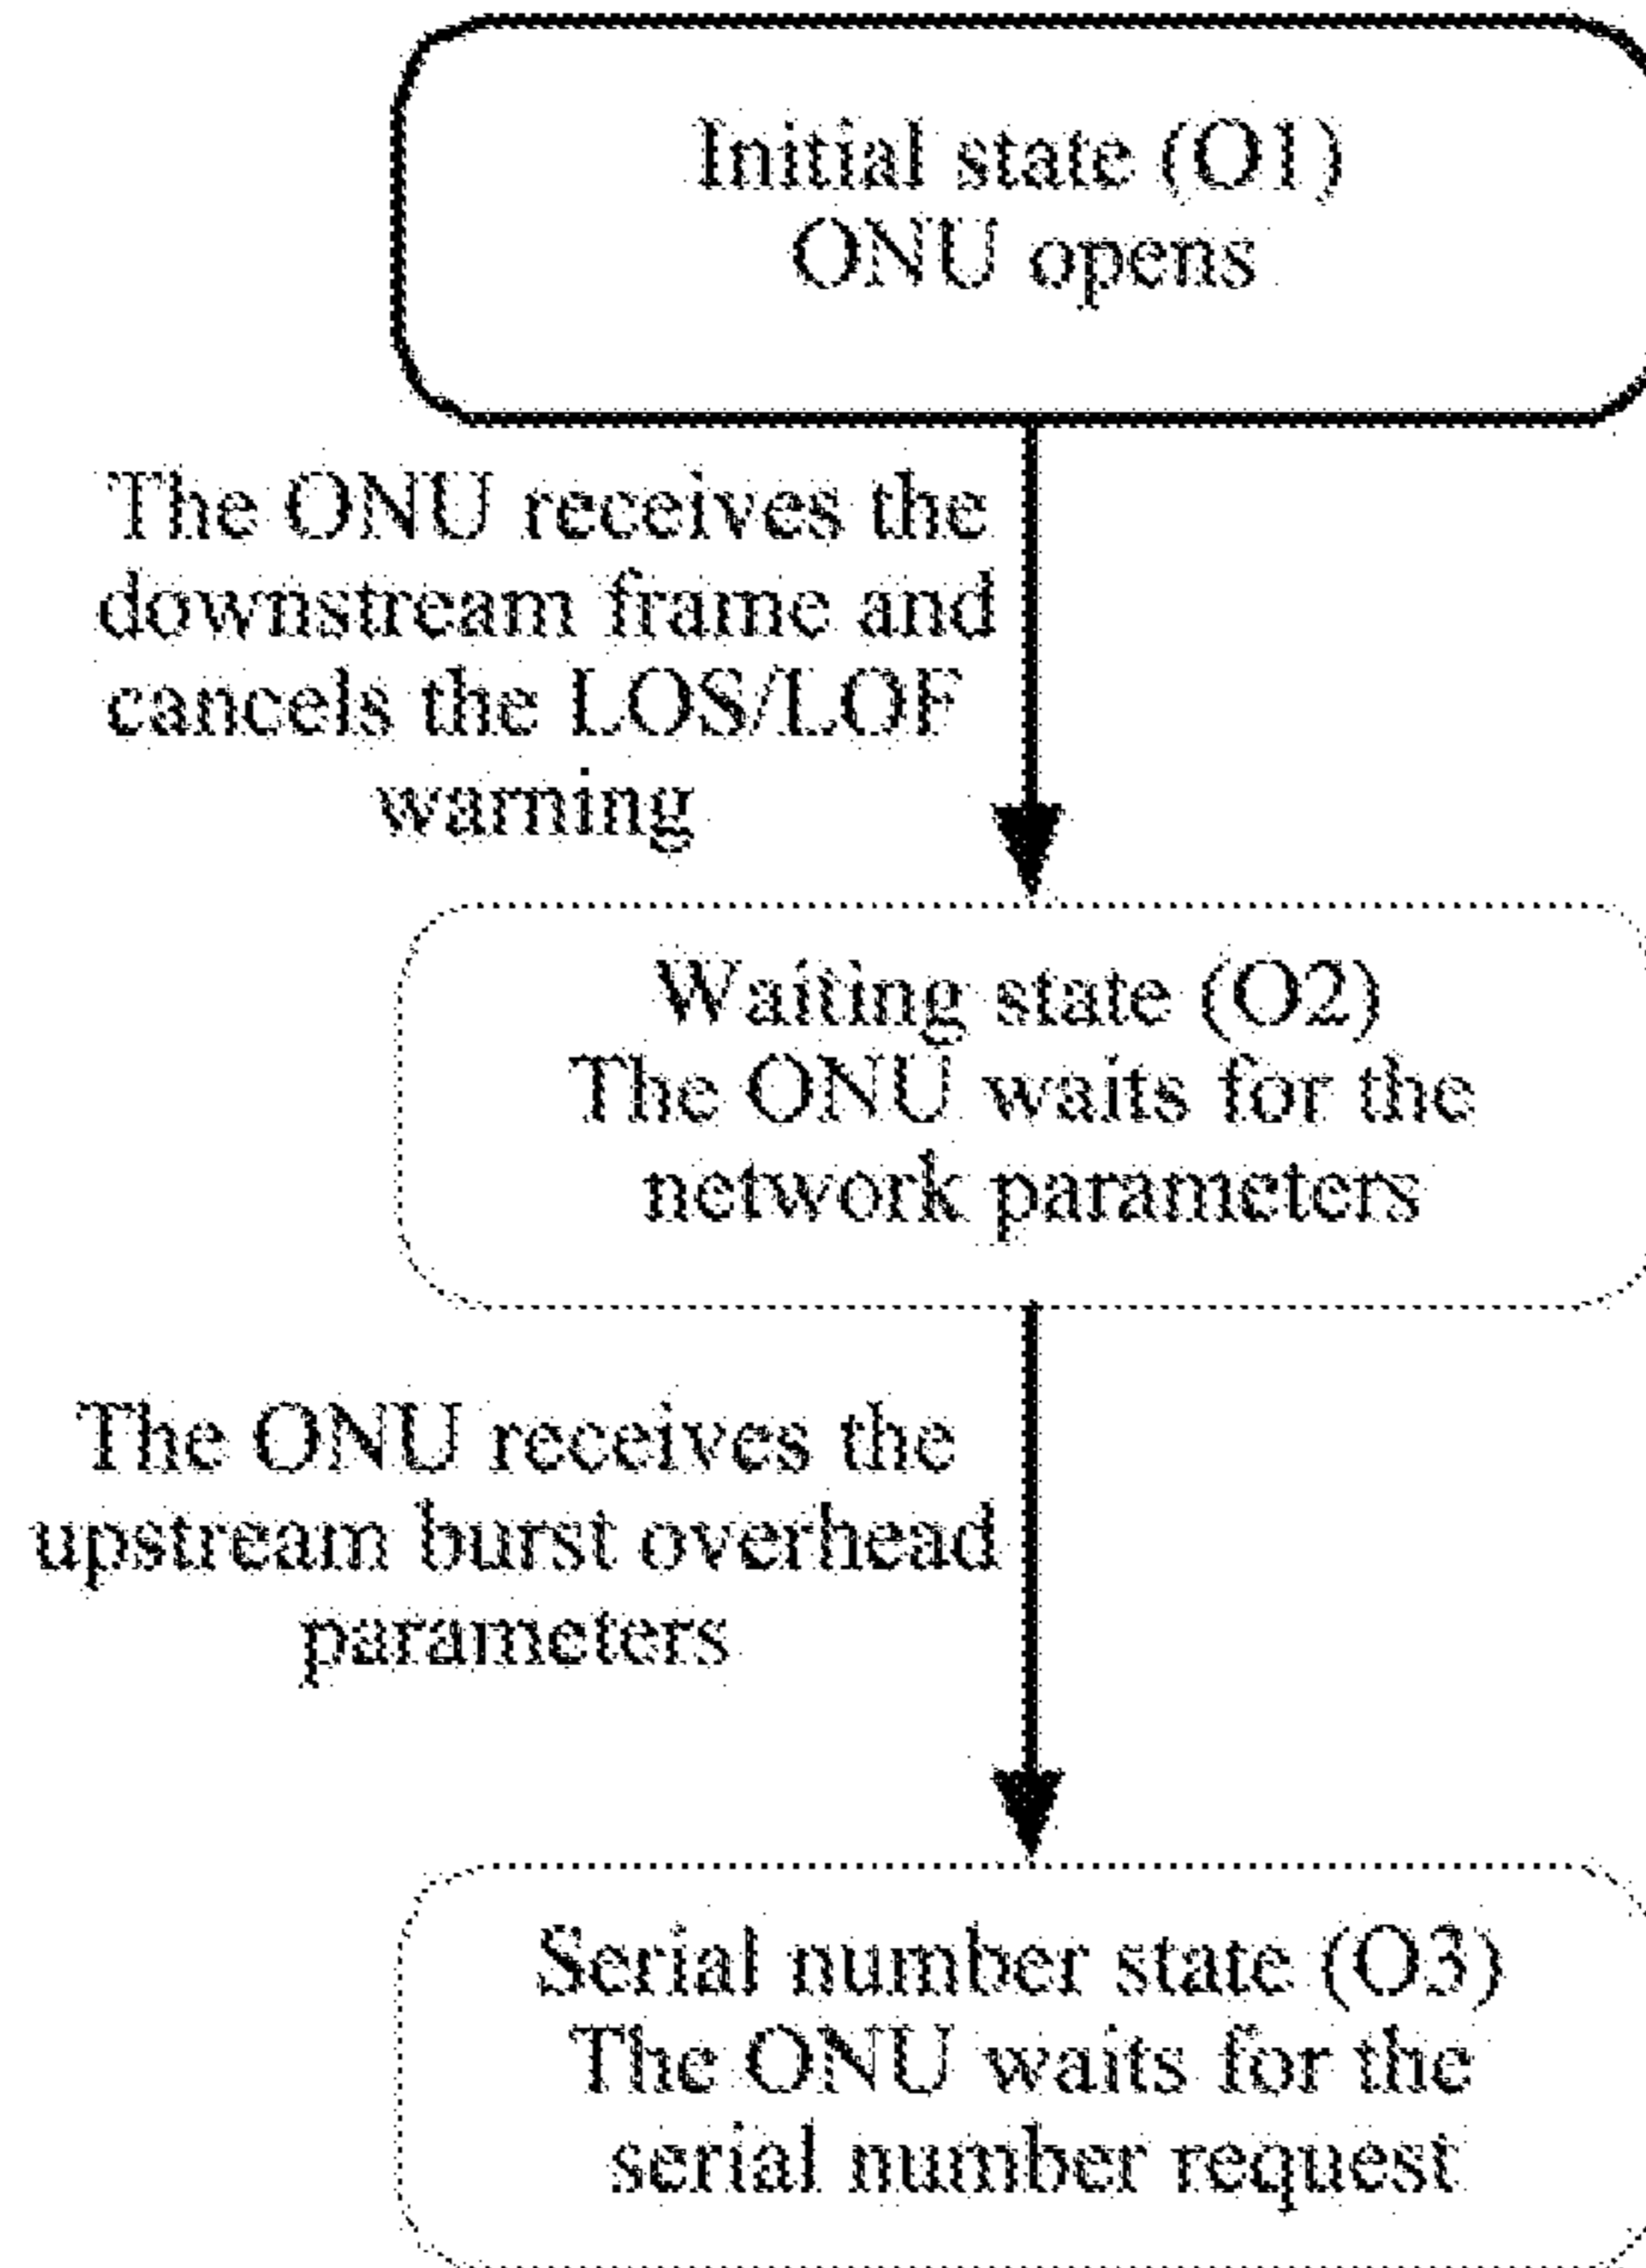 Initial state (O1)
ONU opens
The ONU receives the
downstream frame and
cancels the LOS/LOF
warning
Waiting state (O2)
The ONU waits for the
network parameters
The ONU receives the
upstream burst overhead
parameters
Serial number state (O3)
The ONU waits for the
serial number request